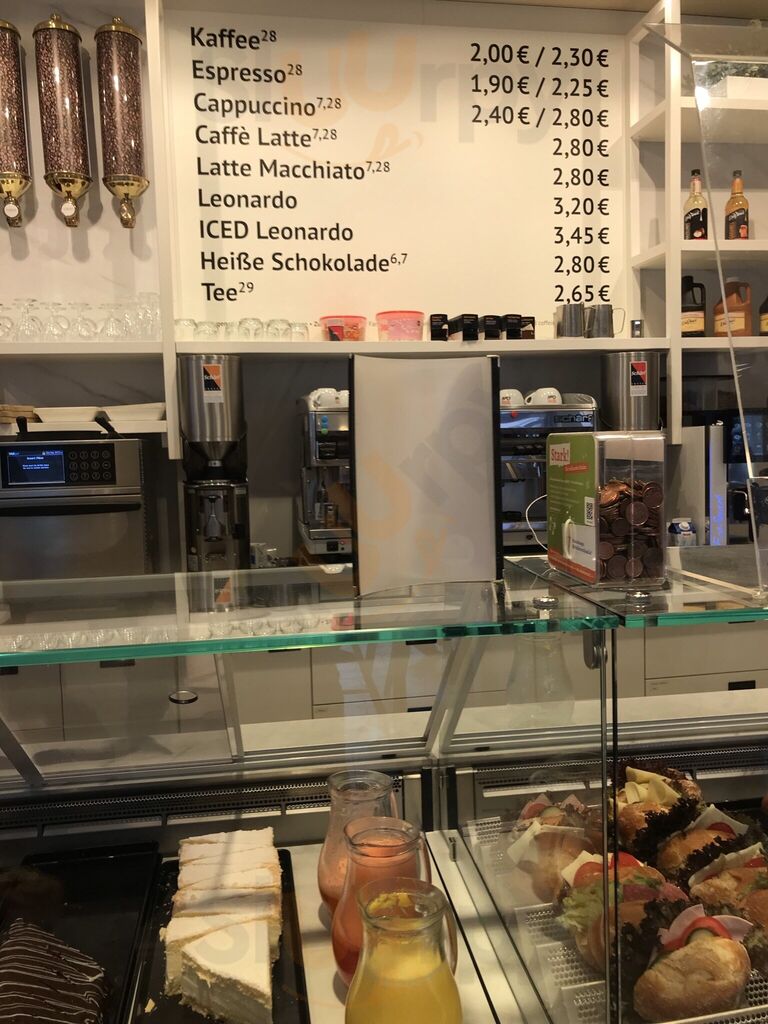 Kaffee28 2,00 € / 2,30 €
Espresso28 1,90 € / 2,25 €
Cappuccino7,28 2,40 € / 2,80 €
Caffè Latte7,28 2,80 €
Latte Macchiato7,28 2,80 €
Leonardo 3,20 €
ICED Leonardo 3,45 €
Heiße Schokolade6,7 2,80 €
Tee29 2,65 €
Stark!